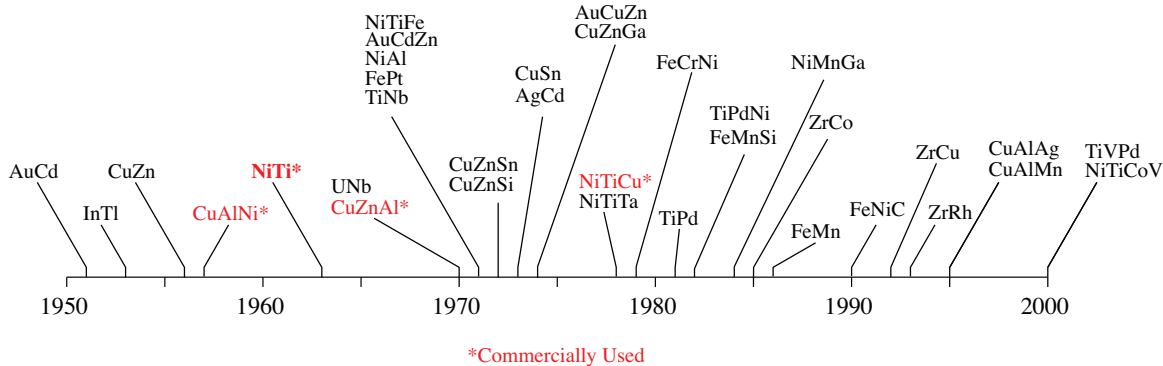 AuCd
InTl
CuZn
CuAlNi*
NiTi*
UNb
CuZnAl*
NiTiFe
AuCdZn
NiAl
FePt
TiNb
CuZnSn
CuZnSi
CuSn
AgCd
AuCuZn
CuZnGa
NiTiCu*
NiTiTa
FeCrNi
TiPd
TiPdNi
FeMnSi
NiMnGa
ZrCo
FeMn
FeNiC
ZrCu
ZrRh
CuAlAg
CuAlMn
TiVPd
NiTiCoV
1950
1960
1970
1980
1990
2000
*Commercially Used